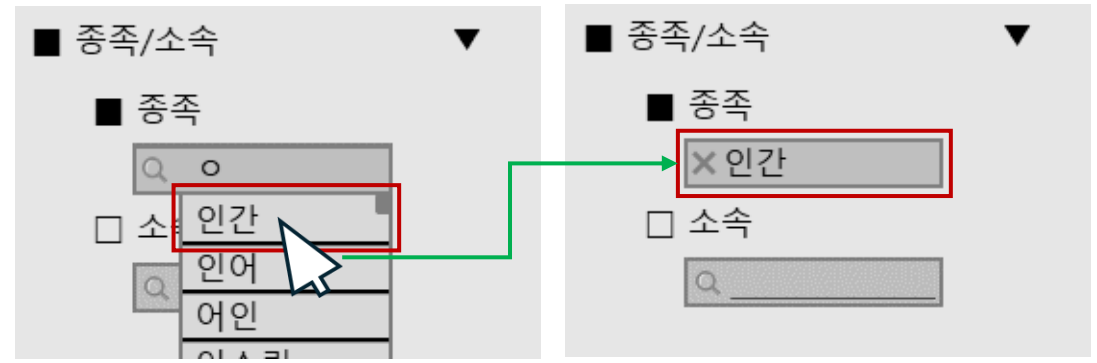 ■ 종족/소속 ▼
■ 종족
ㅇ
인간
□ 소
인어
어인
■ 종족/소속 ▼
■ 종족
×인간
□ 소속